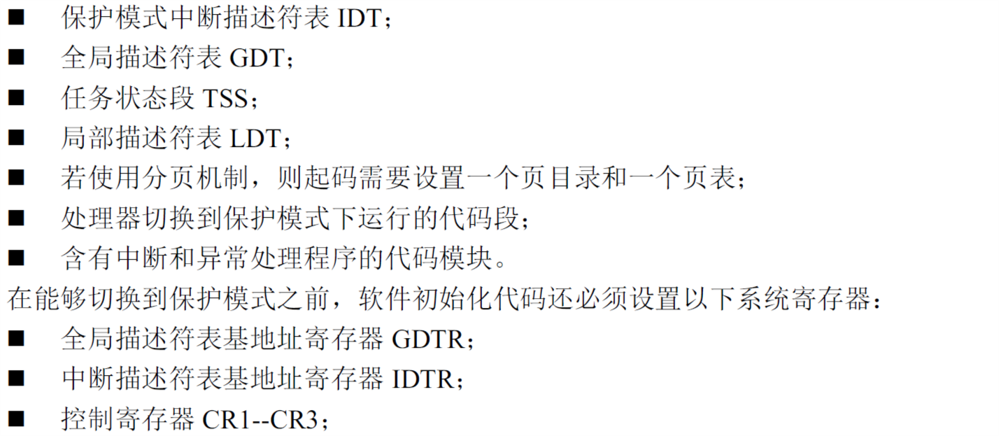 ■ 保护模式中断描述符表 IDT；
■ 全局描述符表 GDT；
■ 任务状态段 TSS；
■ 局部描述符表 LDT；
■ 若使用分页机制，则起码需要设置一个页目录和一个页表；
■ 处理器切换到保护模式下运行的代码段；
■ 含有中断和异常处理程序的代码模块。
在能够切换到保护模式之前，软件初始化代码还必须设置以下系统寄存器：
■ 全局描述符表基地址寄存器 GDTR；
■ 中断描述符表基地址寄存器 IDTR；
■ 控制寄存器 CR1--CR3；